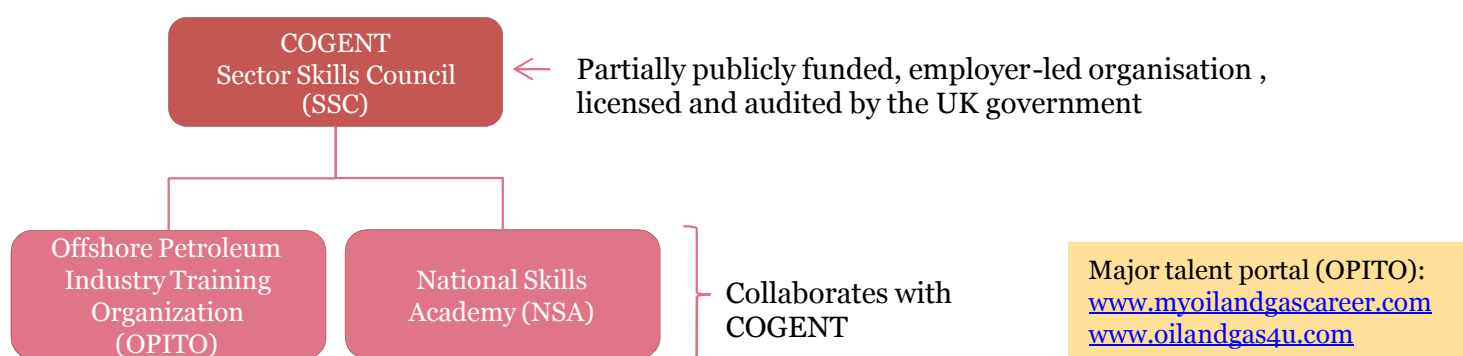 COGENT
Sector Skills Council
(SSC)
Partially publicly funded, employer-led organisation ,
licensed and audited by the UK government
Offshore Petroleum
Industry Training
Organization
(OPITO)
National Skills
Academy (NSA)
Collaborates with
COGENT
Major talent portal (OPITO):
www.myoilandgascareer.com
www.oilandgas4u.com